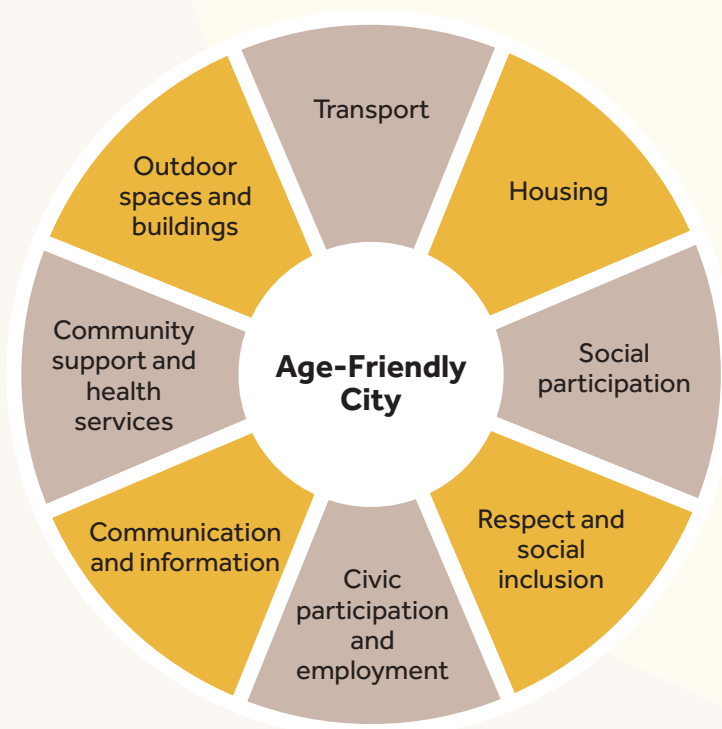 Transport
Housing
Social
participation
Respect and
social
inclusion
Civic
participation
and
employment
Communication
and information
Community
support and
health
services
Outdoor
spaces and
buildings
Age-Friendly
City